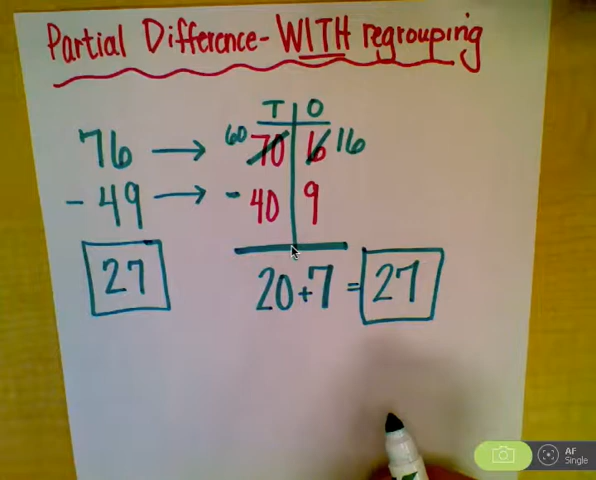 Partial Difference - WITH regrouping
T O
76 → 60 70 6 16
- 49 → - 40 9
27 20+7 = 27
AF
Single